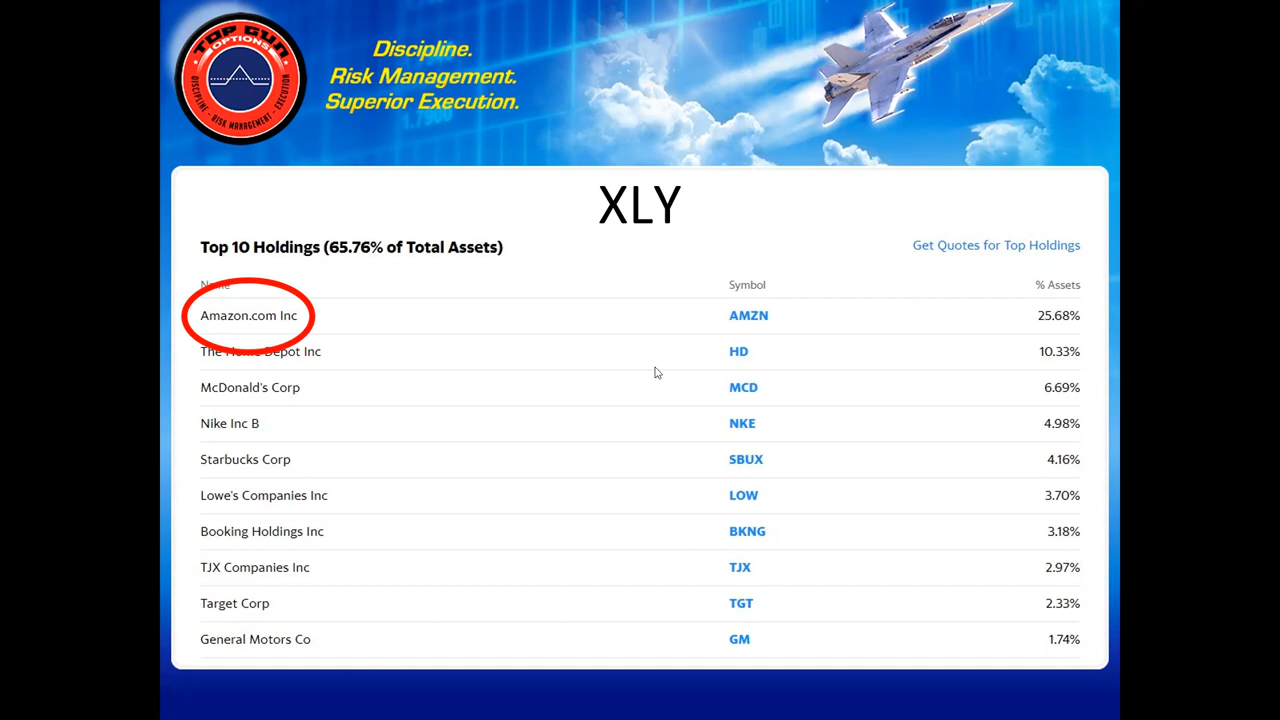 TOP GUN
OPTIONS
DISCIPLINE - RISK MANAGEMENT - EXECUTION
Discipline.
Risk Management.
Superior Execution.
XLY
Top 10 Holdings (65.76% of Total Assets)
Get Quotes for Top Holdings
Name Symbol % Assets
Amazon.com Inc AMZN 25.68%
The Home Depot Inc HD 10.33%
McDonald's Corp MCD 6.69%
Nike Inc B NKE 4.98%
Starbucks Corp SBUX 4.16%
Lowe's Companies Inc LOW 3.70%
Booking Holdings Inc BKNG 3.18%
TJX Companies Inc TJX 2.97%
Target Corp TGT 2.33%
General Motors Co GM 1.74%